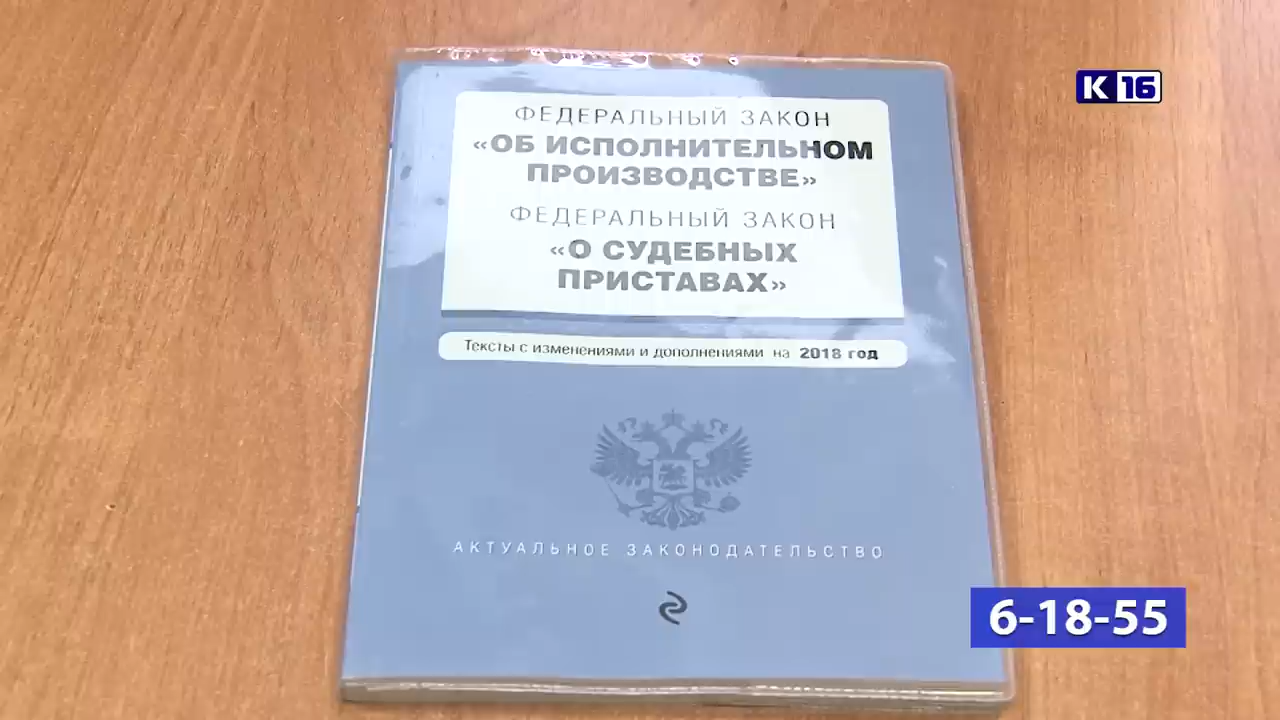 К 16
ФЕДЕРАЛЬНЫЙ ЗАКОН
«ОБ ИСПОЛНИТЕЛЬНОМ
ПРОИЗВОДСТВЕ»
ФЕДЕРАЛЬНЫЙ ЗАКОН
«О СУДЕБНЫХ
ПРИСТАВАХ»
Тексты с изменениями и дополнениями на 2018 год
АКТУАЛЬНОЕ ЗАКОНОДАТЕЛЬСТВО
6-18-55